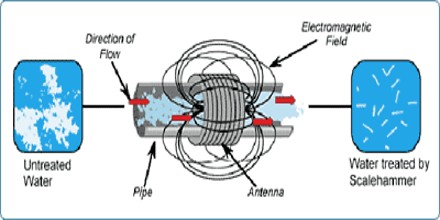 Direction of
Flow
Electromagnetic
Field
Untreated
Water
Pipe
Antenna
Water treated by
Scalehammer